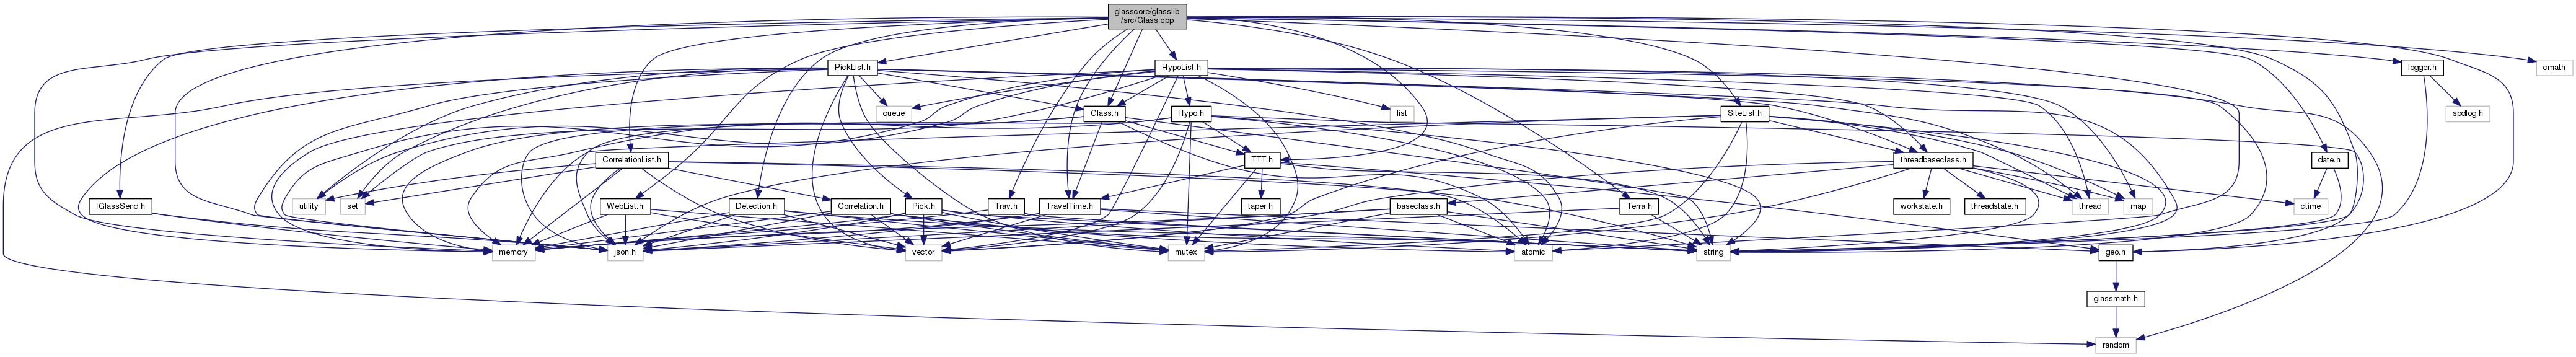 glasscore/glasslib
/src/Glass.cpp
PickList.h
HypoList.h
logger.h
cmath
queue
Glass.h
Hypo.h
list
SiteList.h
spdlog.h
CorrelationList.h
TTT.h
threadbaseclass.h
date.h
utility
set
IGlassSend.h
WebList.h
Detection.h
Correlation.h
Pick.h
Trav.h
TravelTime.h
taper.h
baseclass.h
Terra.h
workstate.h
threadstate.h
thread
map
ctime
memory
json.h
vector
mutex
atomic
string
geo.h
glassmath.h
random